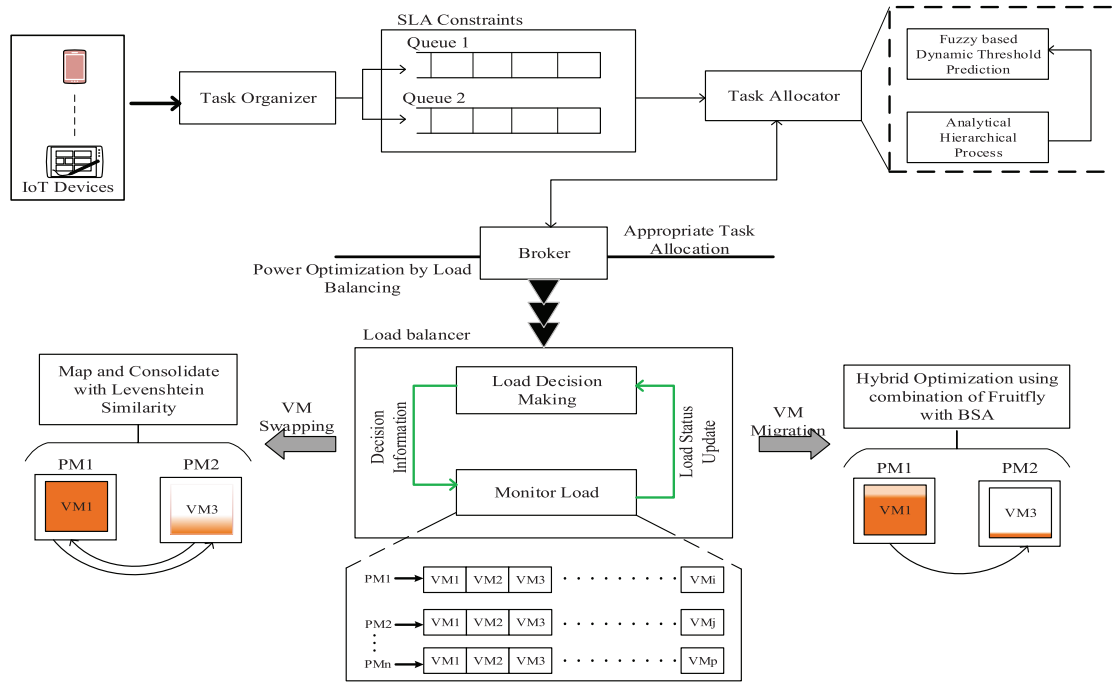 SLA Constraints
IoT Devices
Task Organizer
Queue 1
Queue 2
Task Allocator
Fuzzy based
Dynamic Threshold
Prediction
Analytical
Hierarchical
Process
Broker
Appropriate Task
Allocation
Power Optimization by Load
Balancing
Load balancer
Load Decision
Making
Decision
Information
Load Status
Update
Monitor Load
Map and Consolidate
with Levenshtein
Similarity
VM
Swapping
PM1
PM2
VM1
VM3
VM
Migration
Hybrid Optimization using
combination of Fruitfly
with BSA
PM1
PM2
VM1
VM3
PM1 VM1 VM2 VM3 VMi
PM2 VM1 VM2 VM3 VMj
PMn VM1 VM2 VM3 VMp